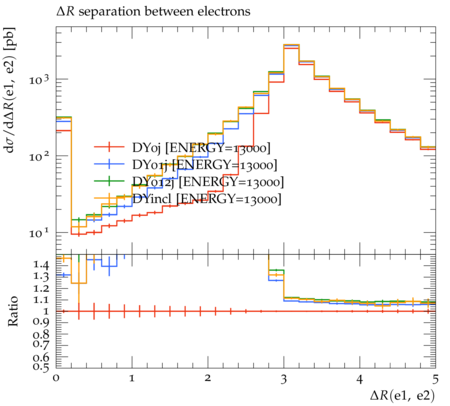 ΔR separation between electrons
dσ/dΔR(e1, e2) [pb]
10³
10²
10¹
DY0j [ENERGY=13000]
DY01j [ENERGY=13000]
DY012j [ENERGY=13000]
DYincl [ENERGY=13000]
Ratio
1.4
1.3
1.2
1.1
1
0.9
0.8
0.7
0.6
0.5
0 1 2 3 4 5
ΔR(e1, e2)